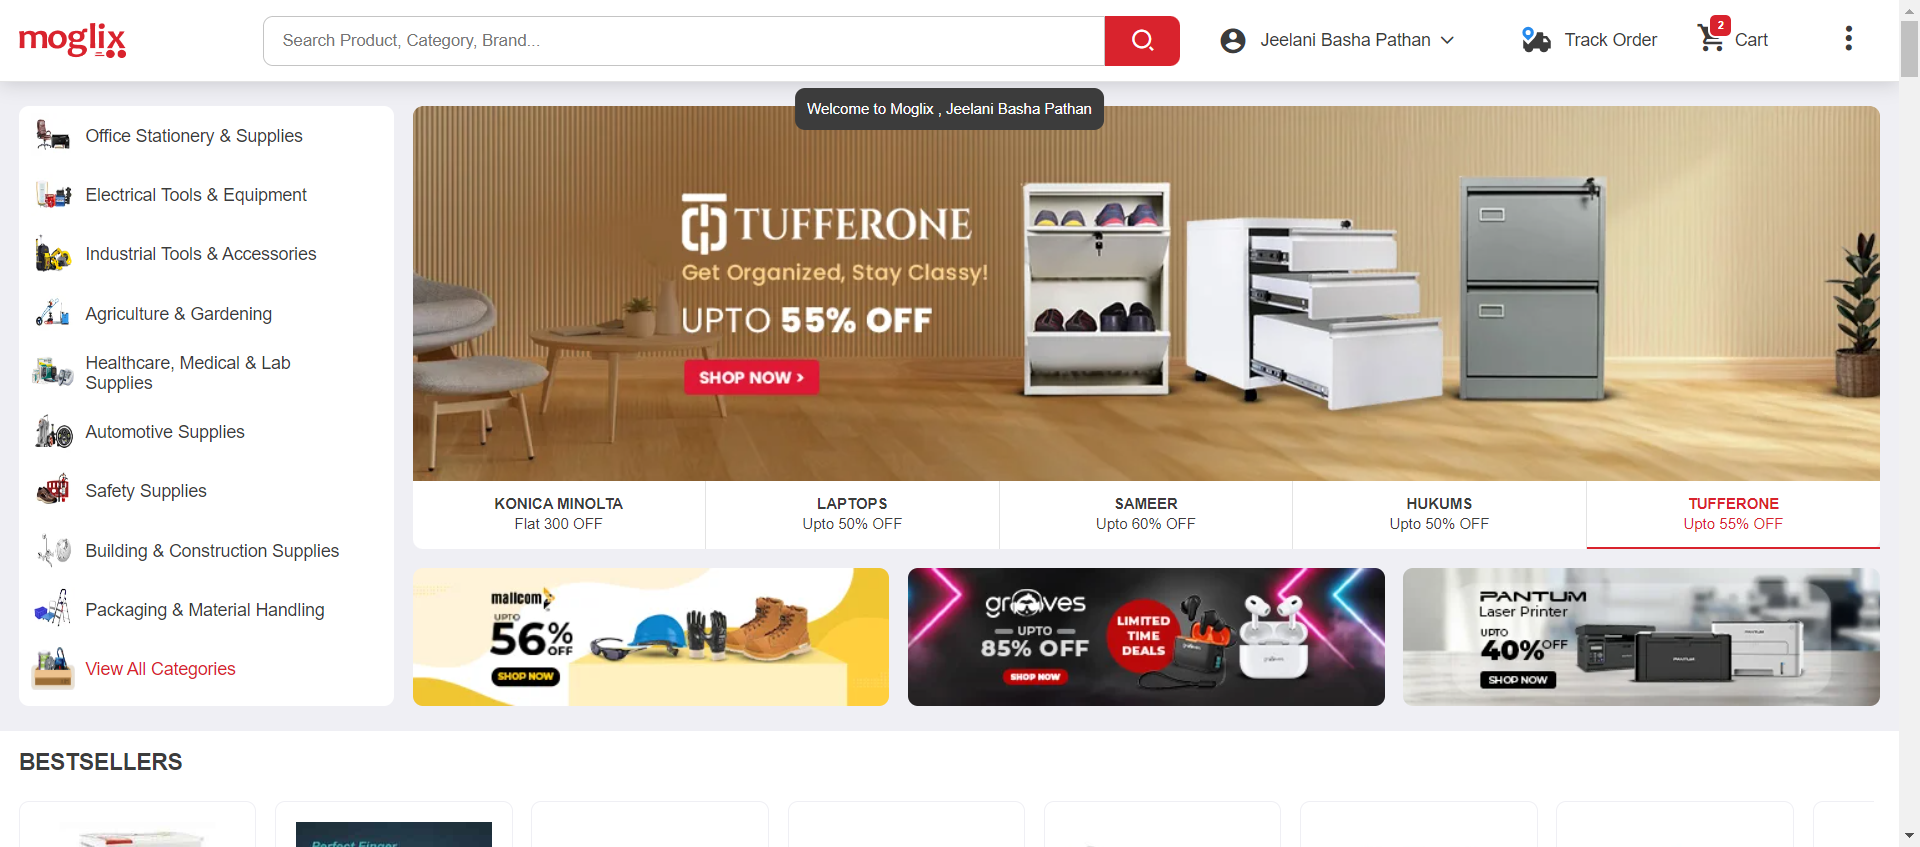 moglix
Search Product, Category, Brand...
Jeelani Basha Pathan
Track Order
2
Cart
Welcome to Moglix , Jeelani Basha Pathan
Office Stationery & Supplies
Electrical Tools & Equipment
Industrial Tools & Accessories
Agriculture & Gardening
Healthcare, Medical & Lab
Supplies
Automotive Supplies
Safety Supplies
Building & Construction Supplies
Packaging & Material Handling
View All Categories
TUFFERONE
Get Organized, Stay Classy!
UPTO 55% OFF
SHOP NOW >
KONICA MINOLTA
Flat 300 OFF
LAPTOPS
Upto 50% OFF
SAMEER
Upto 60% OFF
HUKUMS
Upto 50% OFF
TUFFERONE
Upto 55% OFF
mallcom
UPTO
56% OFF
SHOP NOW
grooves
UPTO
85% OFF
SHOP NOW
LIMITED
TIME
DEALS
PANTUM
Laser Printer
UPTO
40% OFF
SHOP NOW
BESTSELLERS
Perfect Finger